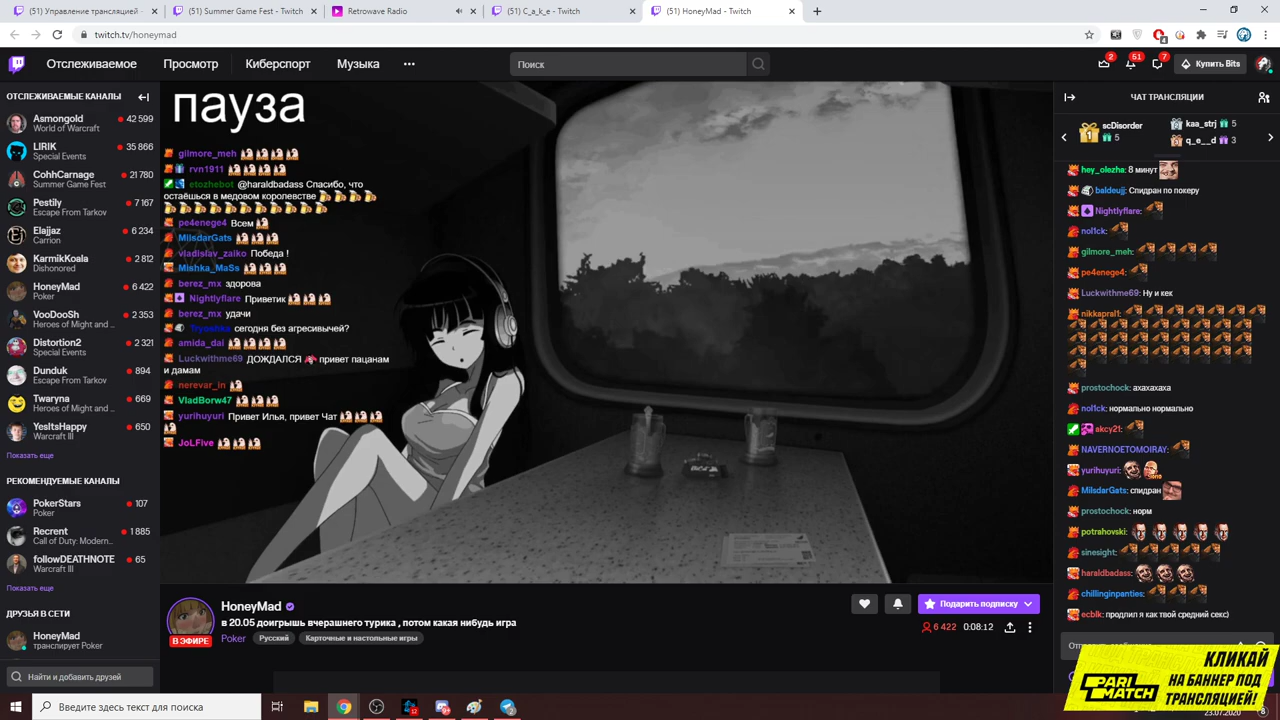 (51) Управление трансляцией -
(51) Summer Game Fest - Twitch
Retrowave Radio
(51) C_a_k_e - Twitch
(51) HoneyMad - Twitch
twitch.tv/honeymad
Отслеживаемое
Просмотр
Киберспорт
Музыка
Поиск
2
51
7
Купить Bits
ОТСЛЕЖИВАЕМЫЕ КАНАЛЫ
Asmongold 42 599
World of Warcraft
LIRIK 35 866
Special Events
CohhCarnage 21 780
Summer Game Fest
Pestily 7 167
Escape From Tarkov
Elajjaz 6 234
Carrion
KarmikKoala 2 812
Dishonored
HoneyMad 6 422
Poker
VooDooSh 2 353
Heroes of Might and ...
Distortion2 2 321
Special Events
Dunduk 894
Escape From Tarkov
Twaryna 669
Heroes of Might and ...
YesItsHappy 650
Warcraft III
Показать еще
РЕКОМЕНДУЕМЫЕ КАНАЛЫ
PokerStars 107
Poker
Recrent 1 885
Call of Duty: Modern...
followDEATHNOTE 65
Warcraft III
Показать еще
ДРУЗЬЯ В СЕТИ
HoneyMad
транслирует Poker
Найти и добавить друзей
пауза
gilmore_meh
rvn1911
etozhebot @haraldbadass Спасибо, что
остаёшься в медовом королевстве
pe4enege4 Всем
MilsdarGats
vladislav_zaiko Победа !
Mishka_MaSs
berez_mx здорова
Nightlyflare Приветик
berez_mx удачи
сегодня без агресивычей?
amida_dai
Luckwithme69 ДОЖДАЛСЯ привет пацанам
и дамам
nerevar_in
VladBorw47
yurihuyuri Привет Илья, привет Чат
JoLFive
HoneyMad
в 20.05 доигрышь вчерашнего турика , потом какая нибудь игра
Poker
Русский
Карточные и настольные игры
В ЭФИРЕ
Подарить подписку
6 422
0:08:12
ЧАТ ТРАНСЛЯЦИИ
1
scDisorder
5
kaa_strj 5
q_e__d 3
hey_olezha: 8 минут
baldeujj: Спидран по покеру
Nightlyflare:
nol1ck:
gilmore_meh:
pe4enege4:
Luckwithme69: Ну и кек
nikkapral1:
prostochock: ахахахаха
nol1ck: нормально нормально
akcy21:
NAVERNOETOMOIRAY:
yurihuyuri:
MilsdarGats: спидран
prostochock: норм
potrahovski:
sinesight:
haraldbadass:
chillinginpanties:
ecblk: продлил я как твой средний секс)
КЛИКАЙ
НА БАННЕР ПОД
ТРАНСЛЯЦИЕЙ!
PARI
MATCH
Введите здесь текст для поиска
23.07.2020